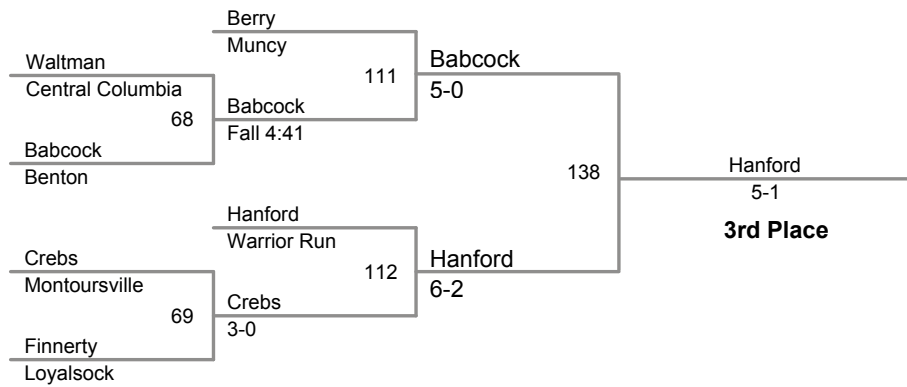 Berry
Muncy
Waltman
Central Columbia
111
Babcock
5-0
68
Babcock
Fall 4:41
Babcock
Benton
138
Hanford
5-1
3rd Place
Hanford
Warrior Run
Crebs
Montoursville
112
Hanford
6-2
69
Crebs
3-0
Finnerty
Loyalsock